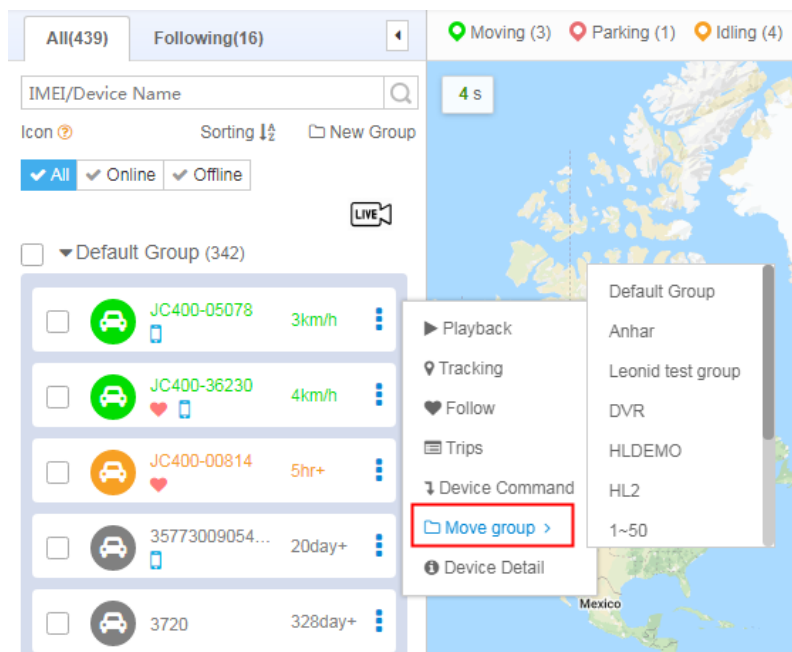 All(439) Following(16)
Moving (3) Parking (1) Idling (4)
IMEI/Device Name
4 s
Icon ? Sorting New Group
All Online Offline
LIVE
Default Group (342)
JC400-05078 3km/h
JC400-36230 4km/h
JC400-00814 5hr+
35773009054... 20day+
3720 328day+
Playback
Tracking
Follow
Trips
Device Command
Move group >
Device Detail
Default Group
Anhar
Leonid test group
DVR
HLDEMO
HL2
1~50
Mexico